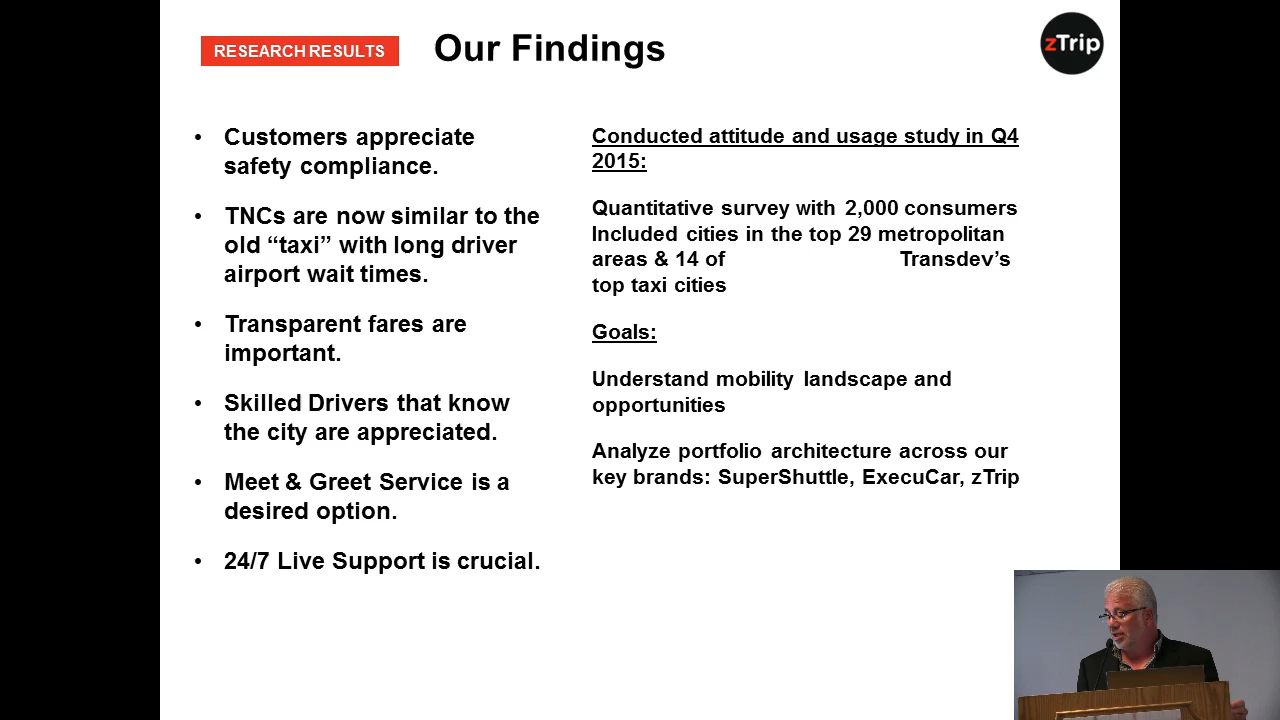 RESEARCH RESULTS
Our Findings
zTrip
• Customers appreciate
safety compliance.
• TNCs are now similar to the
old “taxi” with long driver
airport wait times.
• Transparent fares are
important.
• Skilled Drivers that know
the city are appreciated.
• Meet & Greet Service is a
desired option.
• 24/7 Live Support is crucial.
Conducted attitude and usage study in Q4
2015:
Quantitative survey with 2,000 consumers
Included cities in the top 29 metropolitan
areas & 14 of Transdev’s
top taxi cities
Goals:
Understand mobility landscape and
opportunities
Analyze portfolio architecture across our
key brands: SuperShuttle, ExecuCar, zTrip